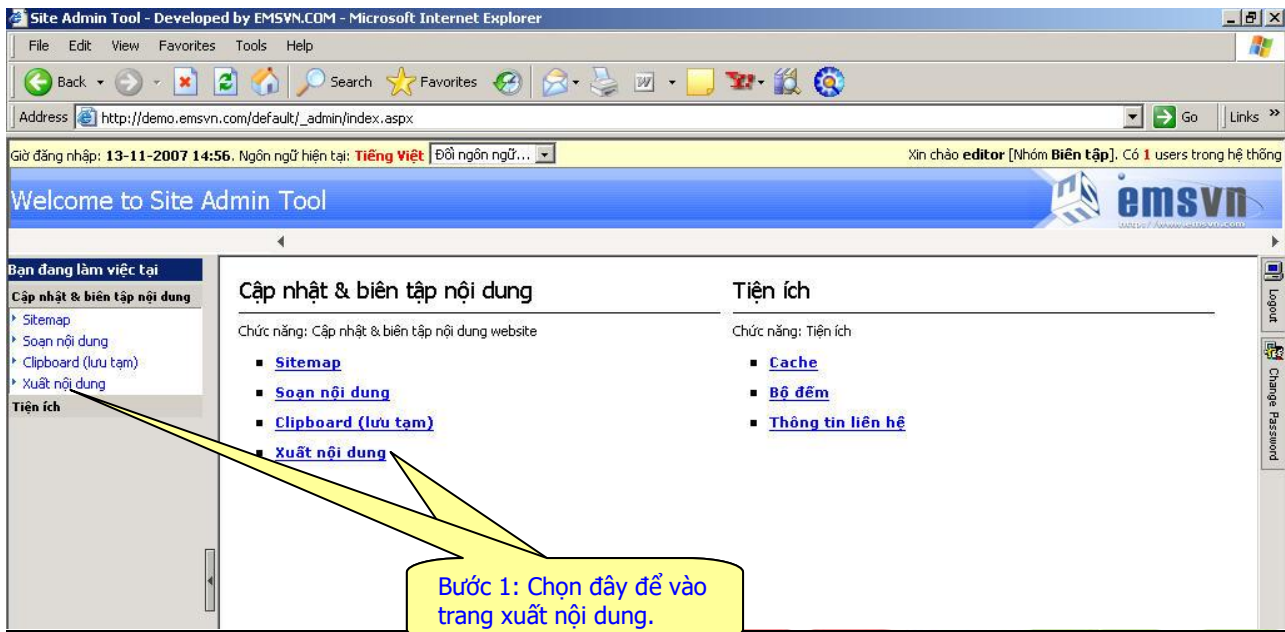 Site Admin Tool - Developed by EMSVN.COM - Microsoft Internet Explorer
File Edit View Favorites Tools Help
Back Search Favorites
Address http://demo.emsvn.com/default/_admin/index.aspx Go Links »
Giờ đăng nhập: 13-11-2007 14:56. Ngôn ngữ hiện tại: Tiếng Việt Đổi ngôn ngữ... Xin chào editor [Nhóm Biên tập]. Có 1 users trong hệ thống
Welcome to Site Admin Tool
emsvn
http://www.emsvn.com
Bạn đang làm việc tại
Cập nhật & biên tập nội dung
Sitemap
Soạn nội dung
Clipboard (lưu tạm)
Xuất nội dung
Tiện ích
Cập nhật & biên tập nội dung
Chức năng: Cập nhật & biên tập nội dung website
Sitemap
Soạn nội dung
Clipboard (lưu tạm)
Xuất nội dung
Tiện ích
Chức năng: Tiện ích
Cache
Bộ đếm
Thông tin liên hệ
Logout
Change Password
Bước 1: Chọn đây để vào
trang xuất nội dung.